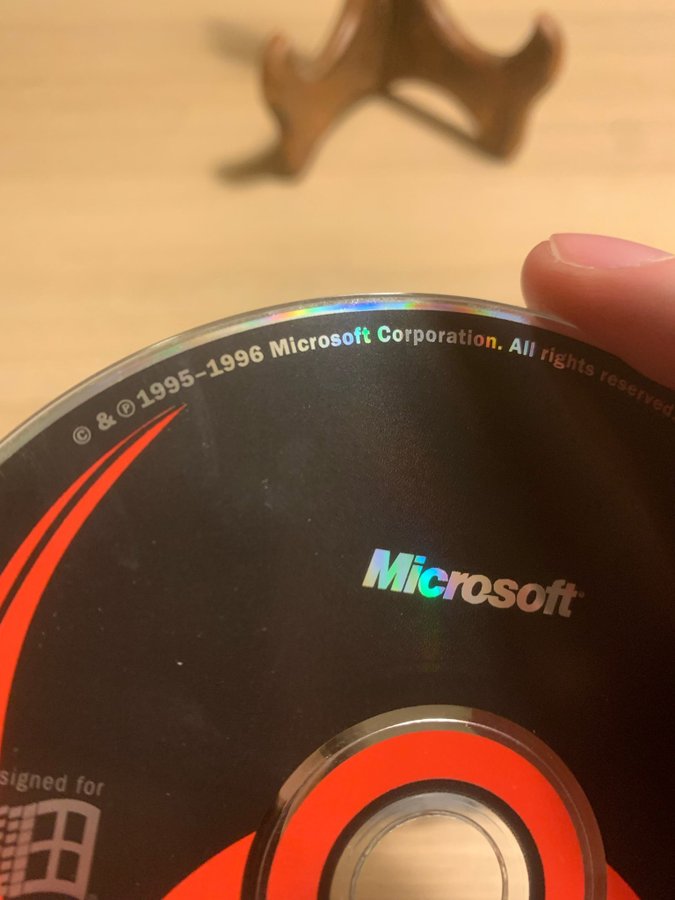 © & ℗ 1995–1996 Microsoft Corporation. All rights reserved.
Microsoft®
signed for